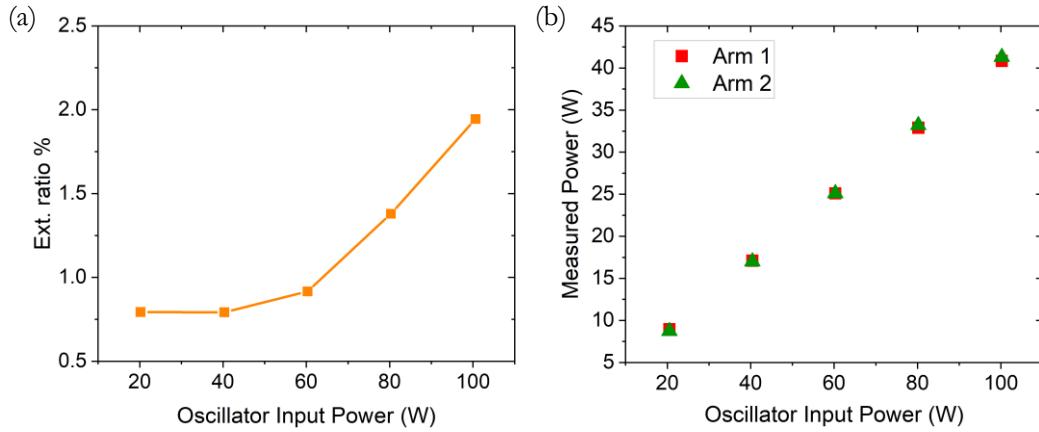 (a)
2.5
2.0
1.5
1.0
0.5
Ext. ratio %
20 40 60 80 100
Oscillator Input Power (W)
(b)
45
40
35
30
25
20
15
10
5
Measured Power (W)
Arm 1
Arm 2
20 40 60 80 100
Oscillator Input Power (W)